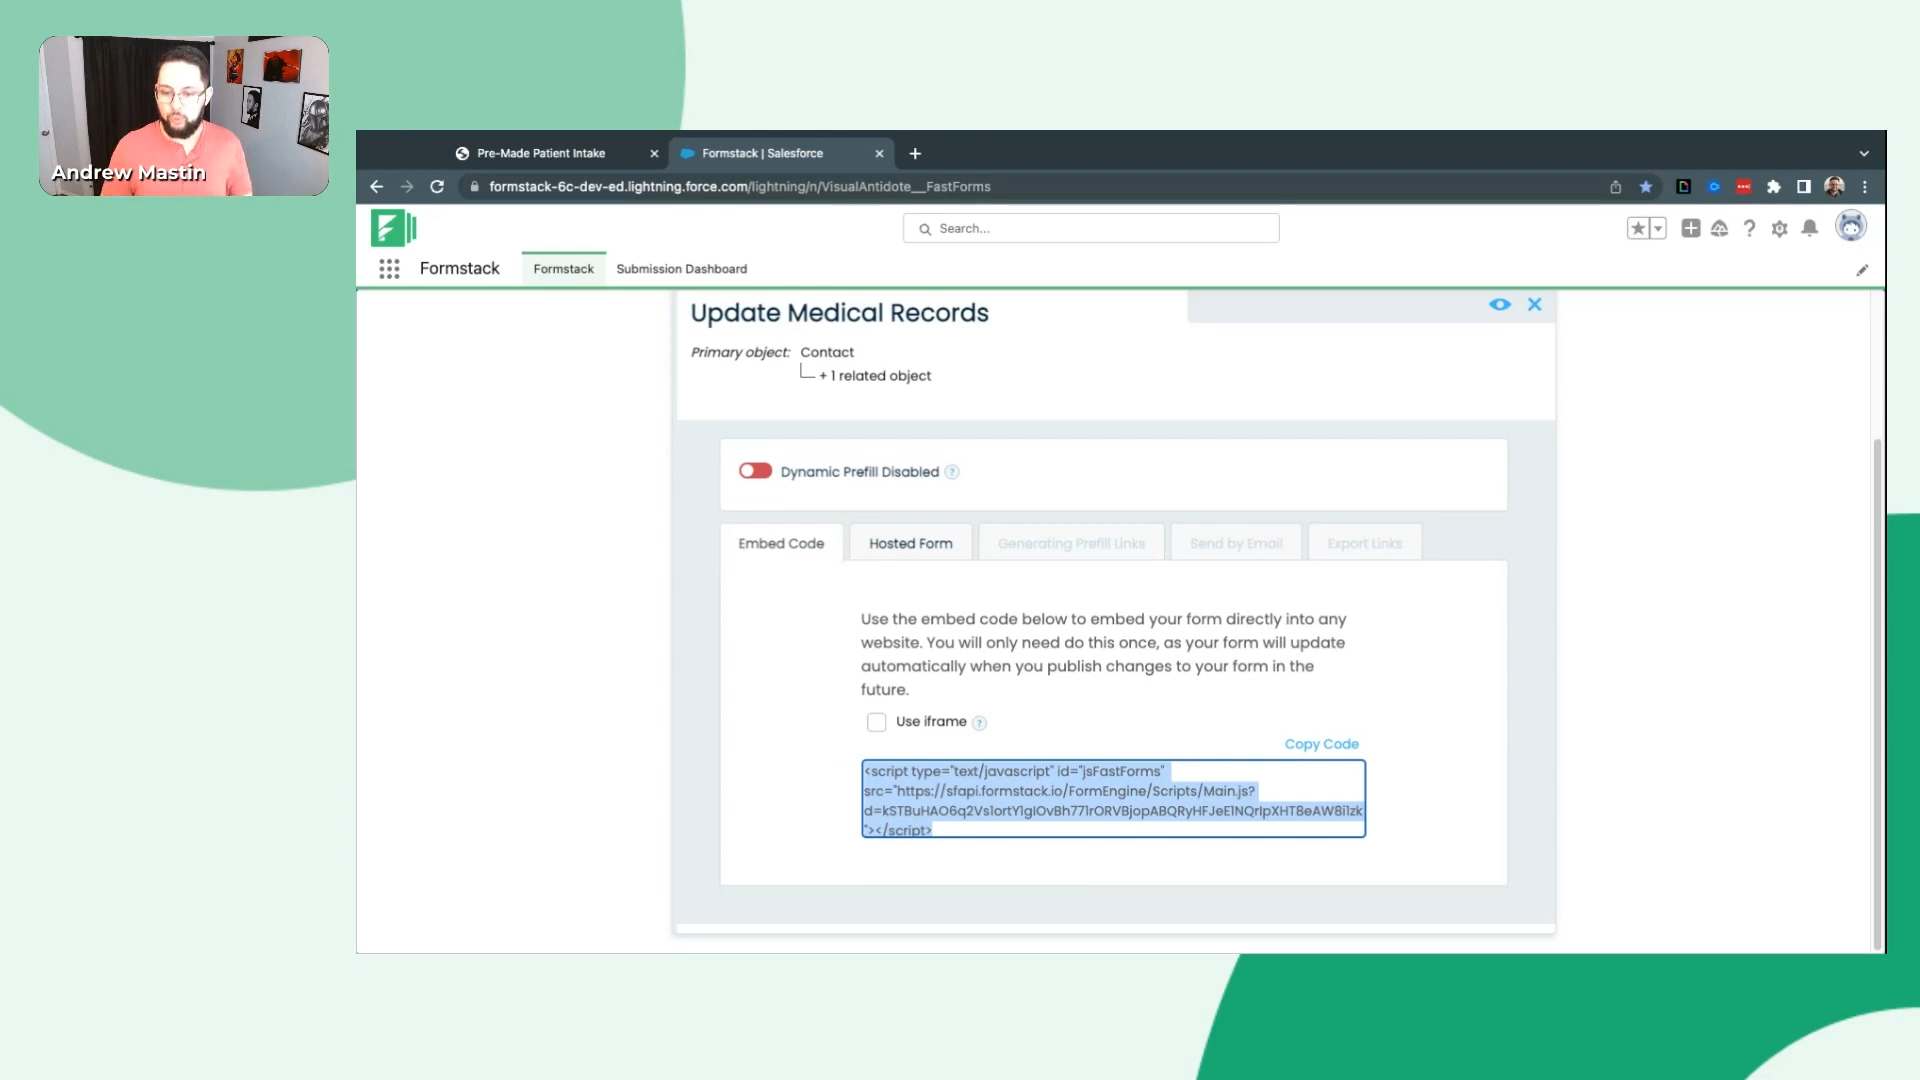 Andrew Mastin
Pre-Made Patient Intake
Formstack | Salesforce
formstack-6c-dev-ed.lightning.force.com/lightning/n/VisualAntidote__FastForms
Search...
Formstack
Formstack
Submission Dashboard
Update Medical Records
Primary object: Contact
+ 1 related object
Dynamic Prefill Disabled ?
Embed Code
Hosted Form
Generating Prefill Links
Send by Email
Export Links
Use the embed code below to embed your form directly into any
website. You will only need do this once, as your form will update
automatically when you publish changes to your form in the
future.
Use iframe ?
Copy Code
<script type="text/javascript" id="jsFastForms"
src="https://sfapi.formstack.io/FormEngine/Scripts/Main.js?
"></script>